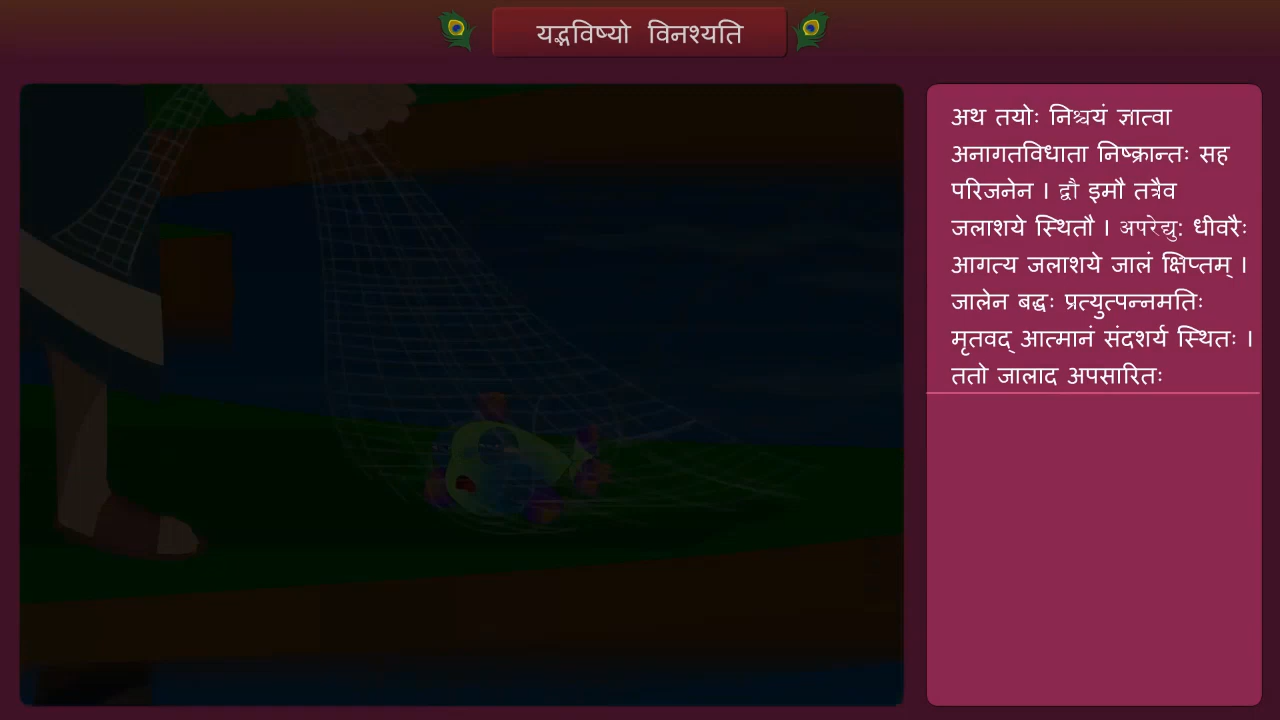 यद्भविष्यो विनश्यति
अथ तयोः निश्चयं ज्ञात्वा
अनागतविधाता निष्क्रान्तः सह
परिजनेन । द्वौ इमौ तत्रैव
जलाशये स्थितौ । अपरेद्युः धीवरैः
आगत्य जलाशये जालं क्षिप्तम् ।
जालेन बद्धः प्रत्युत्पन्नमतिः
मृतवद् आत्मानं संदशर्य स्थितः ।
ततो जालाद अपसारितः